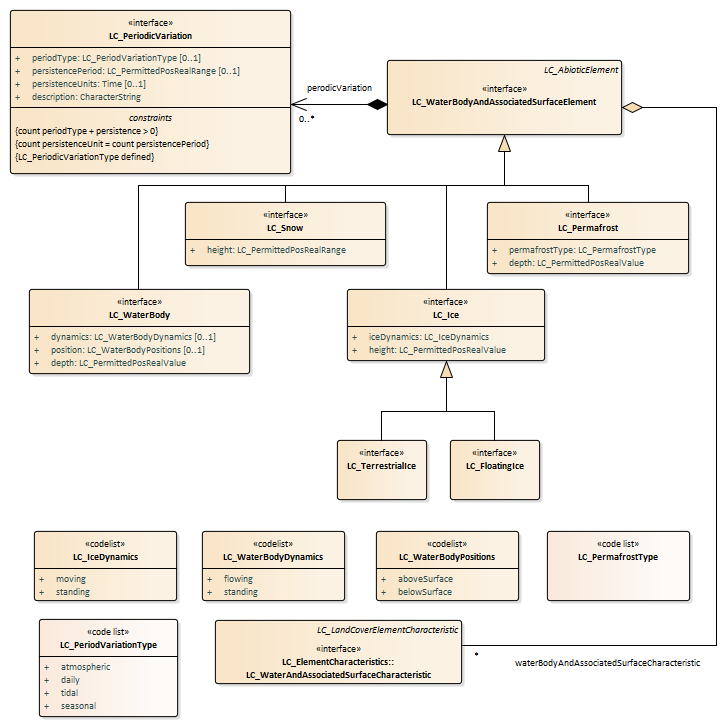 «interface»
LC_PeriodicVariation
+ periodType: LC_PeriodVariationType [0..1]
+ persistencePeriod: LC_PermittedPosRealRange [0..1]
+ persistenceUnits: Time [0..1]
+ description: CharacterString
constraints
{count periodType + persistence > 0}
{count persistenceUnit = count persistencePeriod}
{LC_PeriodicVariationType defined}
perodicVariation
0..*
LC_AbioticElement
«interface»
LC_WaterBodyAndAssociatedSurfaceElement
«interface»
LC_Snow
+ height: LC_PermittedPosRealRange
«interface»
LC_Permafrost
+ permafrostType: LC_PermafrostType
+ depth: LC_PermittedPosRealValue
«interface»
LC_WaterBody
+ dynamics: LC_WaterBodyDynamics [0..1]
+ position: LC_WaterBodyPositions [0..1]
+ depth: LC_PermittedPosRealValue
«interface»
LC_Ice
+ iceDynamics: LC_IceDynamics
+ height: LC_PermittedPosRealValue
«interface»
LC_TerrestrialIce
«interface»
LC_FloatingIce
«codelist»
LC_IceDynamics
+ moving
+ standing
«codelist»
LC_WaterBodyDynamics
+ flowing
+ standing
«codelist»
LC_WaterBodyPositions
+ aboveSurface
+ belowSurface
«code list»
LC_PermafrostType
«code list»
LC_PeriodVariationType
+ atmospheric
+ daily
+ tidal
+ seasonal
LC_LandCoverElementCharacteristic
«interface»
LC_ElementCharacteristics::
LC_WaterAndAssociatedSurfaceCharacteristic
*
waterBodyAndAssociatedSurfaceCharacteristic